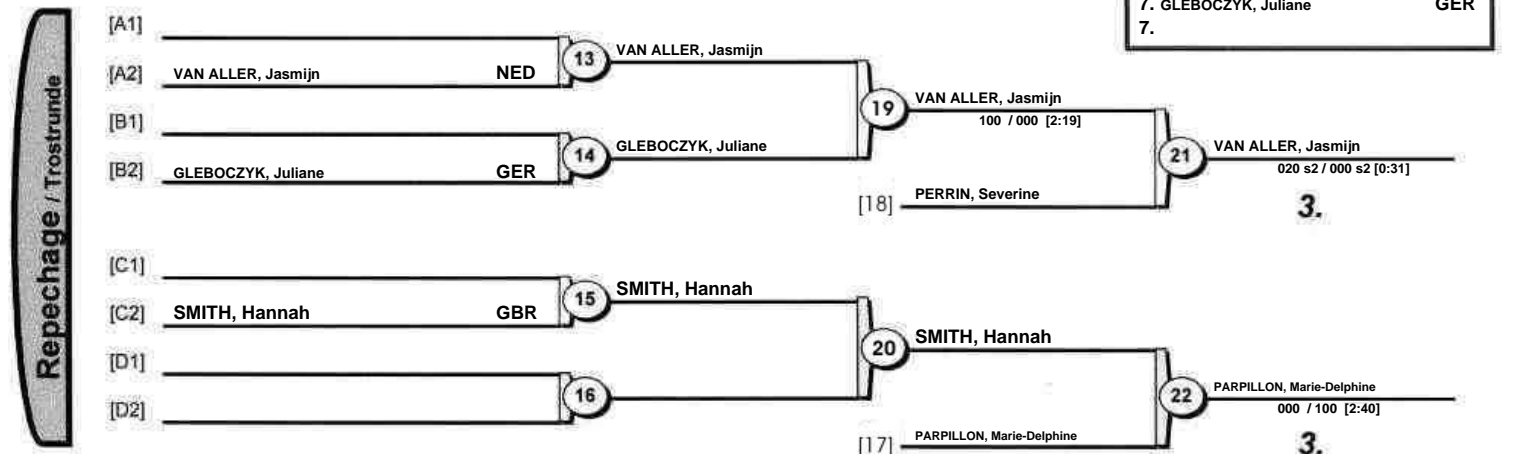 7. GLEBOCZYK, Juliane GER
7.
Repechage / Trostrunde
[A1]
13 VAN ALLER, Jasmijn
[A2] VAN ALLER, Jasmijn NED
19 VAN ALLER, Jasmijn
100 / 000 [2:19]
[B1]
14 GLEBOCZYK, Juliane
[B2] GLEBOCZYK, Juliane GER
21 VAN ALLER, Jasmijn
020 s2 / 000 s2 [0:31]
[18] PERRIN, Severine
3.
[C1]
15 SMITH, Hannah
[C2] SMITH, Hannah GBR
20 SMITH, Hannah
[D1]
16
[D2]
22 PARPILLON, Marie-Delphine
000 / 100 [2:40]
[17] PARPILLON, Marie-Delphine
3.